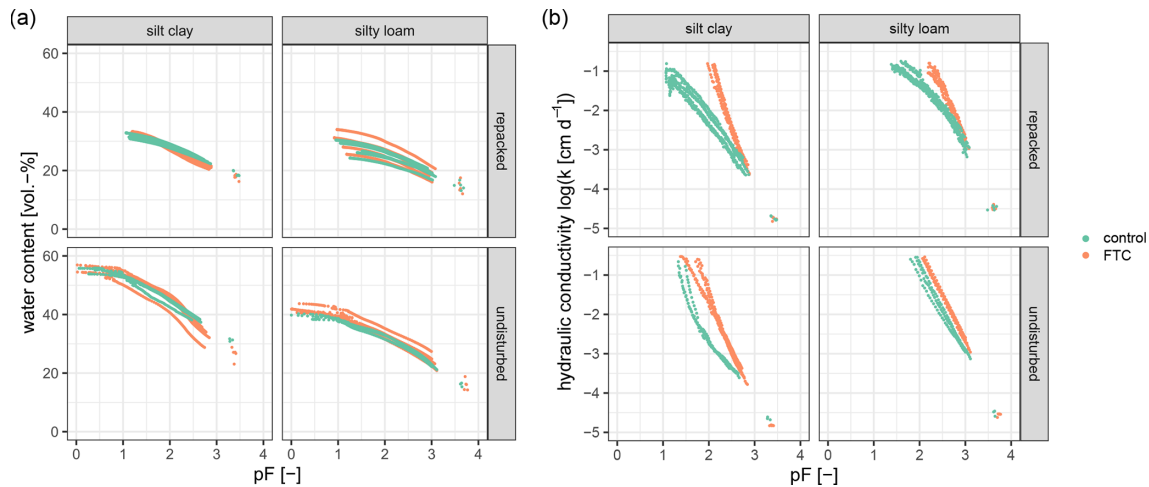 (a)
silt clay
silty loam
60
40
20
0
repacked
60
40
20
0
undisturbed
0 1 2 3 4
0 1 2 3 4
water content [vol.−%]
pF [−]
(b)
silt clay
silty loam
−1
−2
−3
−4
−5
repacked
−1
−2
−3
−4
−5
undisturbed
0 1 2 3 4
0 1 2 3 4
hydraulic conductivity log(k [cm d⁻¹])
pF [−]
control
FTC